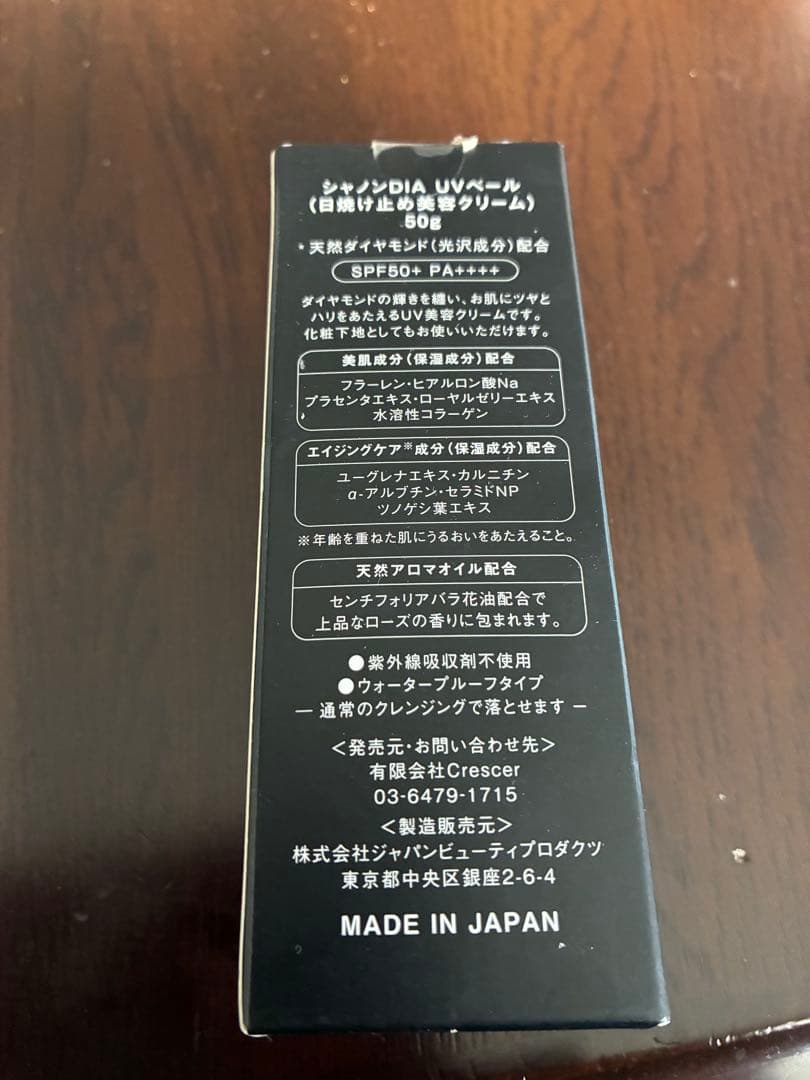 シャノンDIA UVベール
(日焼け止め美容クリーム)
50g
天然ダイヤモンド(光沢成分)配合
SPF50+ PA++++
ダイヤモンドの輝きを纏い、お肌にツヤと
ハリをあたえるUV美容クリームです。
化粧下地としてもお使いいただけます。
美肌成分(保湿成分)配合
フラーレン・ヒアルロン酸Na
プラセンタエキス・ローヤルゼリーエキス
水溶性コラーゲン
エイジングケア※成分(保湿成分)配合
ユーグレナエキス・カルニチン
α-アルブチン・セラミドNP
ツノゲシ葉エキス
※年齢を重ねた肌にうるおいをあたえること。
天然アロマオイル配合
センチフォリアバラ花油配合で
上品なローズの香りに包まれます。
●紫外線吸収剤不使用
●ウォータープルーフタイプ
― 通常のクレンジングで落とせます ―
<発売元・お問い合わせ先>
有限会社Crescer
03-6479-1715
<製造販売元>
株式会社ジャパンビューティプロダクツ
東京都中央区銀座2-6-4
MADE IN JAPAN